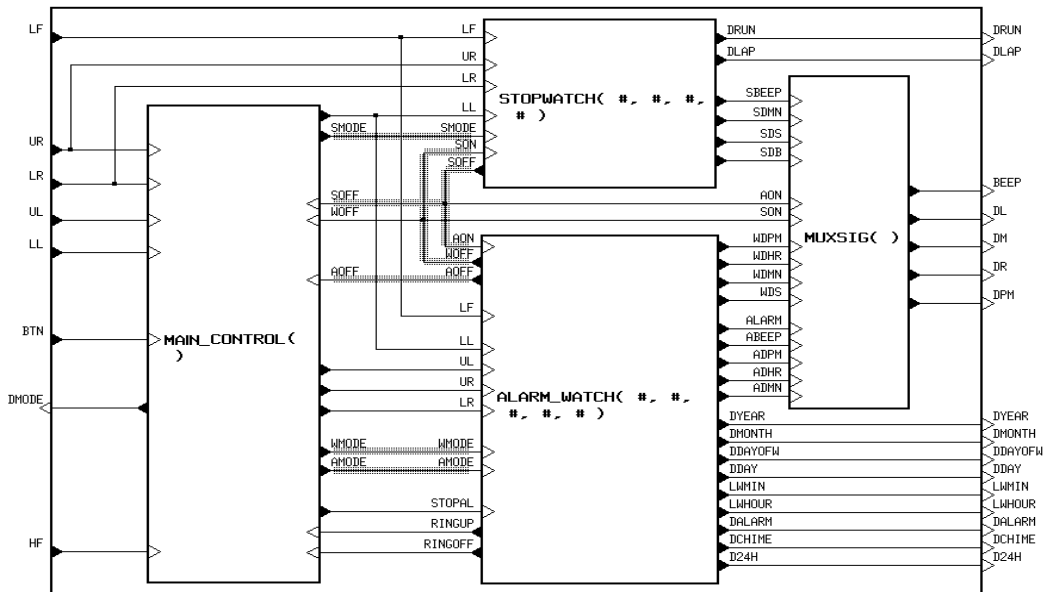 LF
UR
LR
UL
LL
BTN
DMODE
HF
MAIN_CONTROL(
)
SMODE
SOFF
WOFF
AOFF
WMODE
AMODE
LF
UR
LR
LL
SMODE
SON
SOFF
STOPWATCH( #, #, #,
# )
AON
WOFF
AOFF
LF
LL
UL
UR
LR
WMODE
AMODE
STOPAL
RINGUP
RINGOFF
ALARM_WATCH( #, #,
#, #, # )
DRUN
DLAP
SBEEP
SDMN
SDS
SDB
AON
SON
WDPM
WDHR
WDMN
WDS
ALARM
ABEEP
ADPM
ADHR
ADMN
MUXSIG( )
DYEAR
DMONTH
DDAYOFW
DDAY
LWMIN
LWHOUR
DALARM
DCHIME
D24H
DRUN
DLAP
BEEP
DL
DM
DR
DPM
DYEAR
DMONTH
DDAYOFW
DDAY
LWMIN
LWHOUR
DALARM
DCHIME
D24H